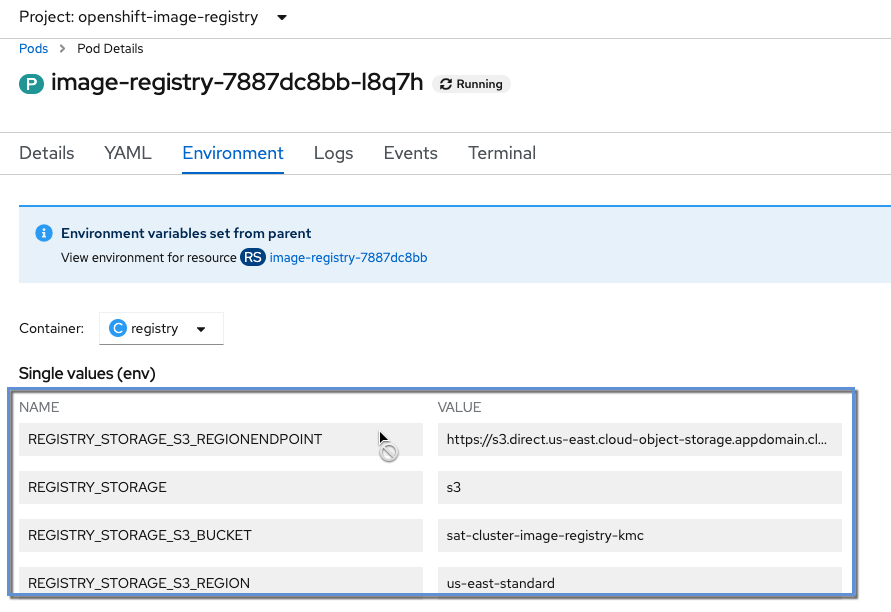 Project: openshift-image-registry
Pods > Pod Details
P image-registry-7887dc8bb-l8q7h Running
Details YAML Environment Logs Events Terminal
Environment variables set from parent
View environment for resource RS image-registry-7887dc8bb
Container: C registry
Single values (env)
NAME VALUE
REGISTRY_STORAGE_S3_REGIONENDPOINT https://s3.direct.us-east.cloud-object-storage.appdomain.cl...
REGISTRY_STORAGE s3
REGISTRY_STORAGE_S3_BUCKET sat-cluster-image-registry-kmc
REGISTRY_STORAGE_S3_REGION us-east-standard